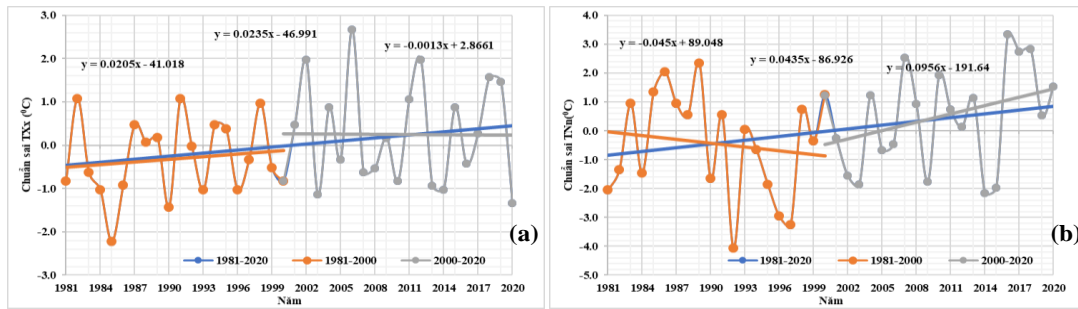 3.0
2.0
1.0
0.0
-1.0
-2.0
-3.0
Chuẩn sai TXx (⁰C)
y = 0.0205x - 41.018
y = 0.0235x - 46.991
y = -0.0013x + 2.8661
(a)
1981-2020
1981-2000
2000-2020
1981 1984 1987 1990 1993 1996 1999 2002 2005 2008 2011 2014 2017 2020
Năm
4.0
3.0
2.0
1.0
0.0
-1.0
-2.0
-3.0
-4.0
-5.0
Chuẩn sai TNn(⁰C)
y = -0.045x + 89.048
y = 0.0435x - 86.926
y = 0.0956x - 191.64
(b)
1981-2020
1981-2000
2000-2020
1981 1984 1987 1990 1993 1996 1999 2002 2005 2008 2011 2014 2017 2020
Năm